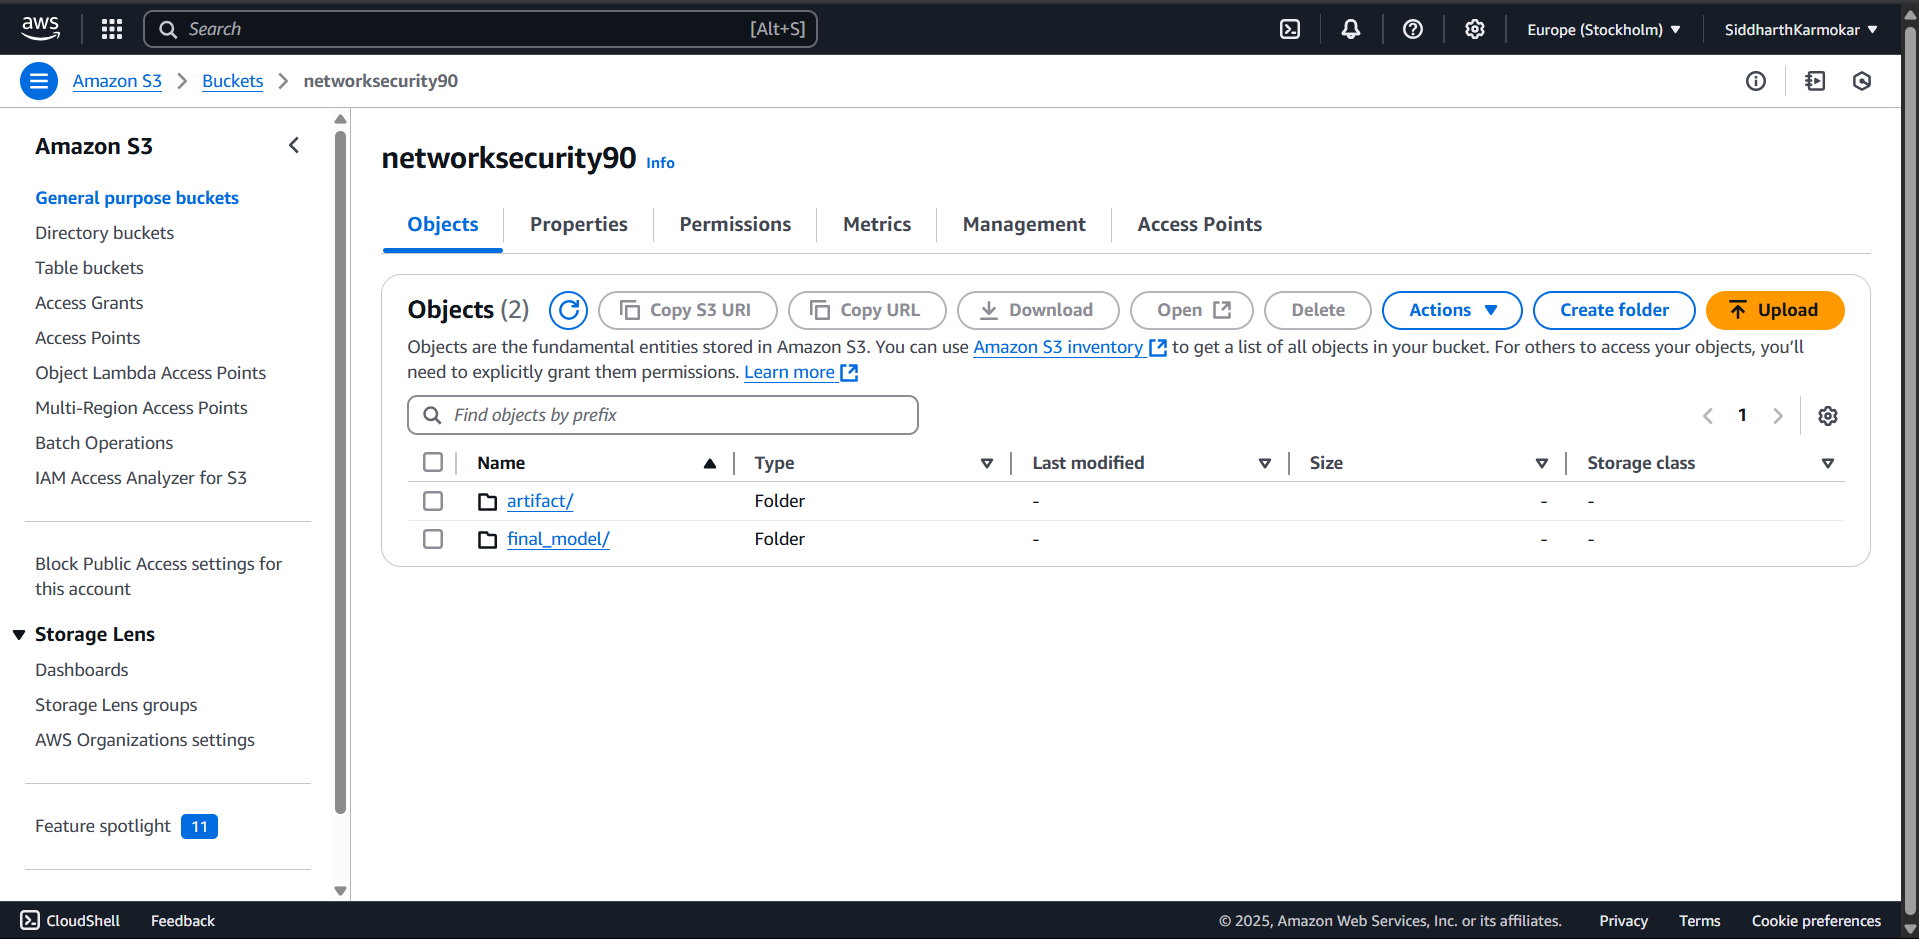 aws
Search
[Alt+S]
Europe (Stockholm)
SiddharthKarmokar
Amazon S3
Buckets
networksecurity90
Amazon S3
General purpose buckets
Directory buckets
Table buckets
Access Grants
Access Points
Object Lambda Access Points
Multi-Region Access Points
Batch Operations
IAM Access Analyzer for S3
Block Public Access settings for
this account
Storage Lens
Dashboards
Storage Lens groups
AWS Organizations settings
Feature spotlight 11
networksecurity90 Info
Objects
Properties
Permissions
Metrics
Management
Access Points
Objects (2)
Copy S3 URI
Copy URL
Download
Open
Delete
Actions
Create folder
Upload
Objects are the fundamental entities stored in Amazon S3. You can use Amazon S3 inventory to get a list of all objects in your bucket. For others to access your objects, you’ll
need to explicitly grant them permissions. Learn more
Find objects by prefix
1
Name Type Last modified Size Storage class
artifact/ Folder - - -
final_model/ Folder - - -
CloudShell
Feedback
© 2025, Amazon Web Services, Inc. or its affiliates.
Privacy
Terms
Cookie preferences